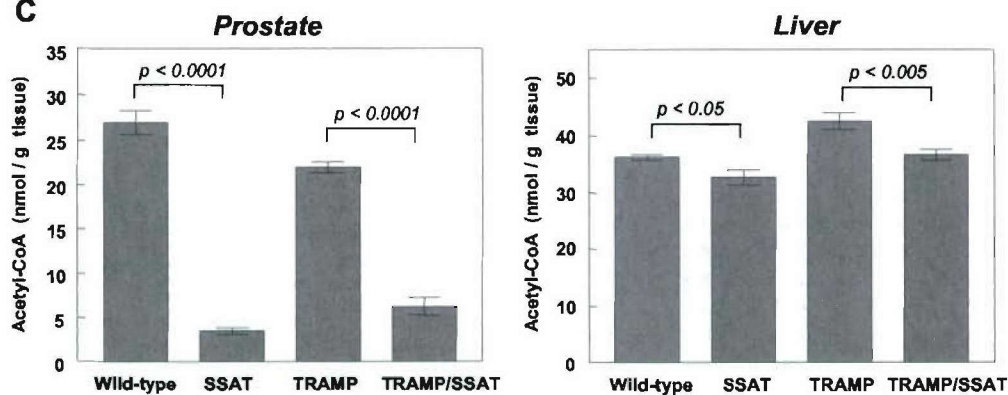 C
Prostate
Acetyl-CoA (nmol / g tissue)
35
30
25
20
15
10
5
0
p < 0.0001
p < 0.0001
Wild-type SSAT TRAMP TRAMP/SSAT
Liver
Acetyl-CoA (nmol / g tissue)
50
40
30
20
10
0
p < 0.05
p < 0.005
Wild-type SSAT TRAMP TRAMP/SSAT